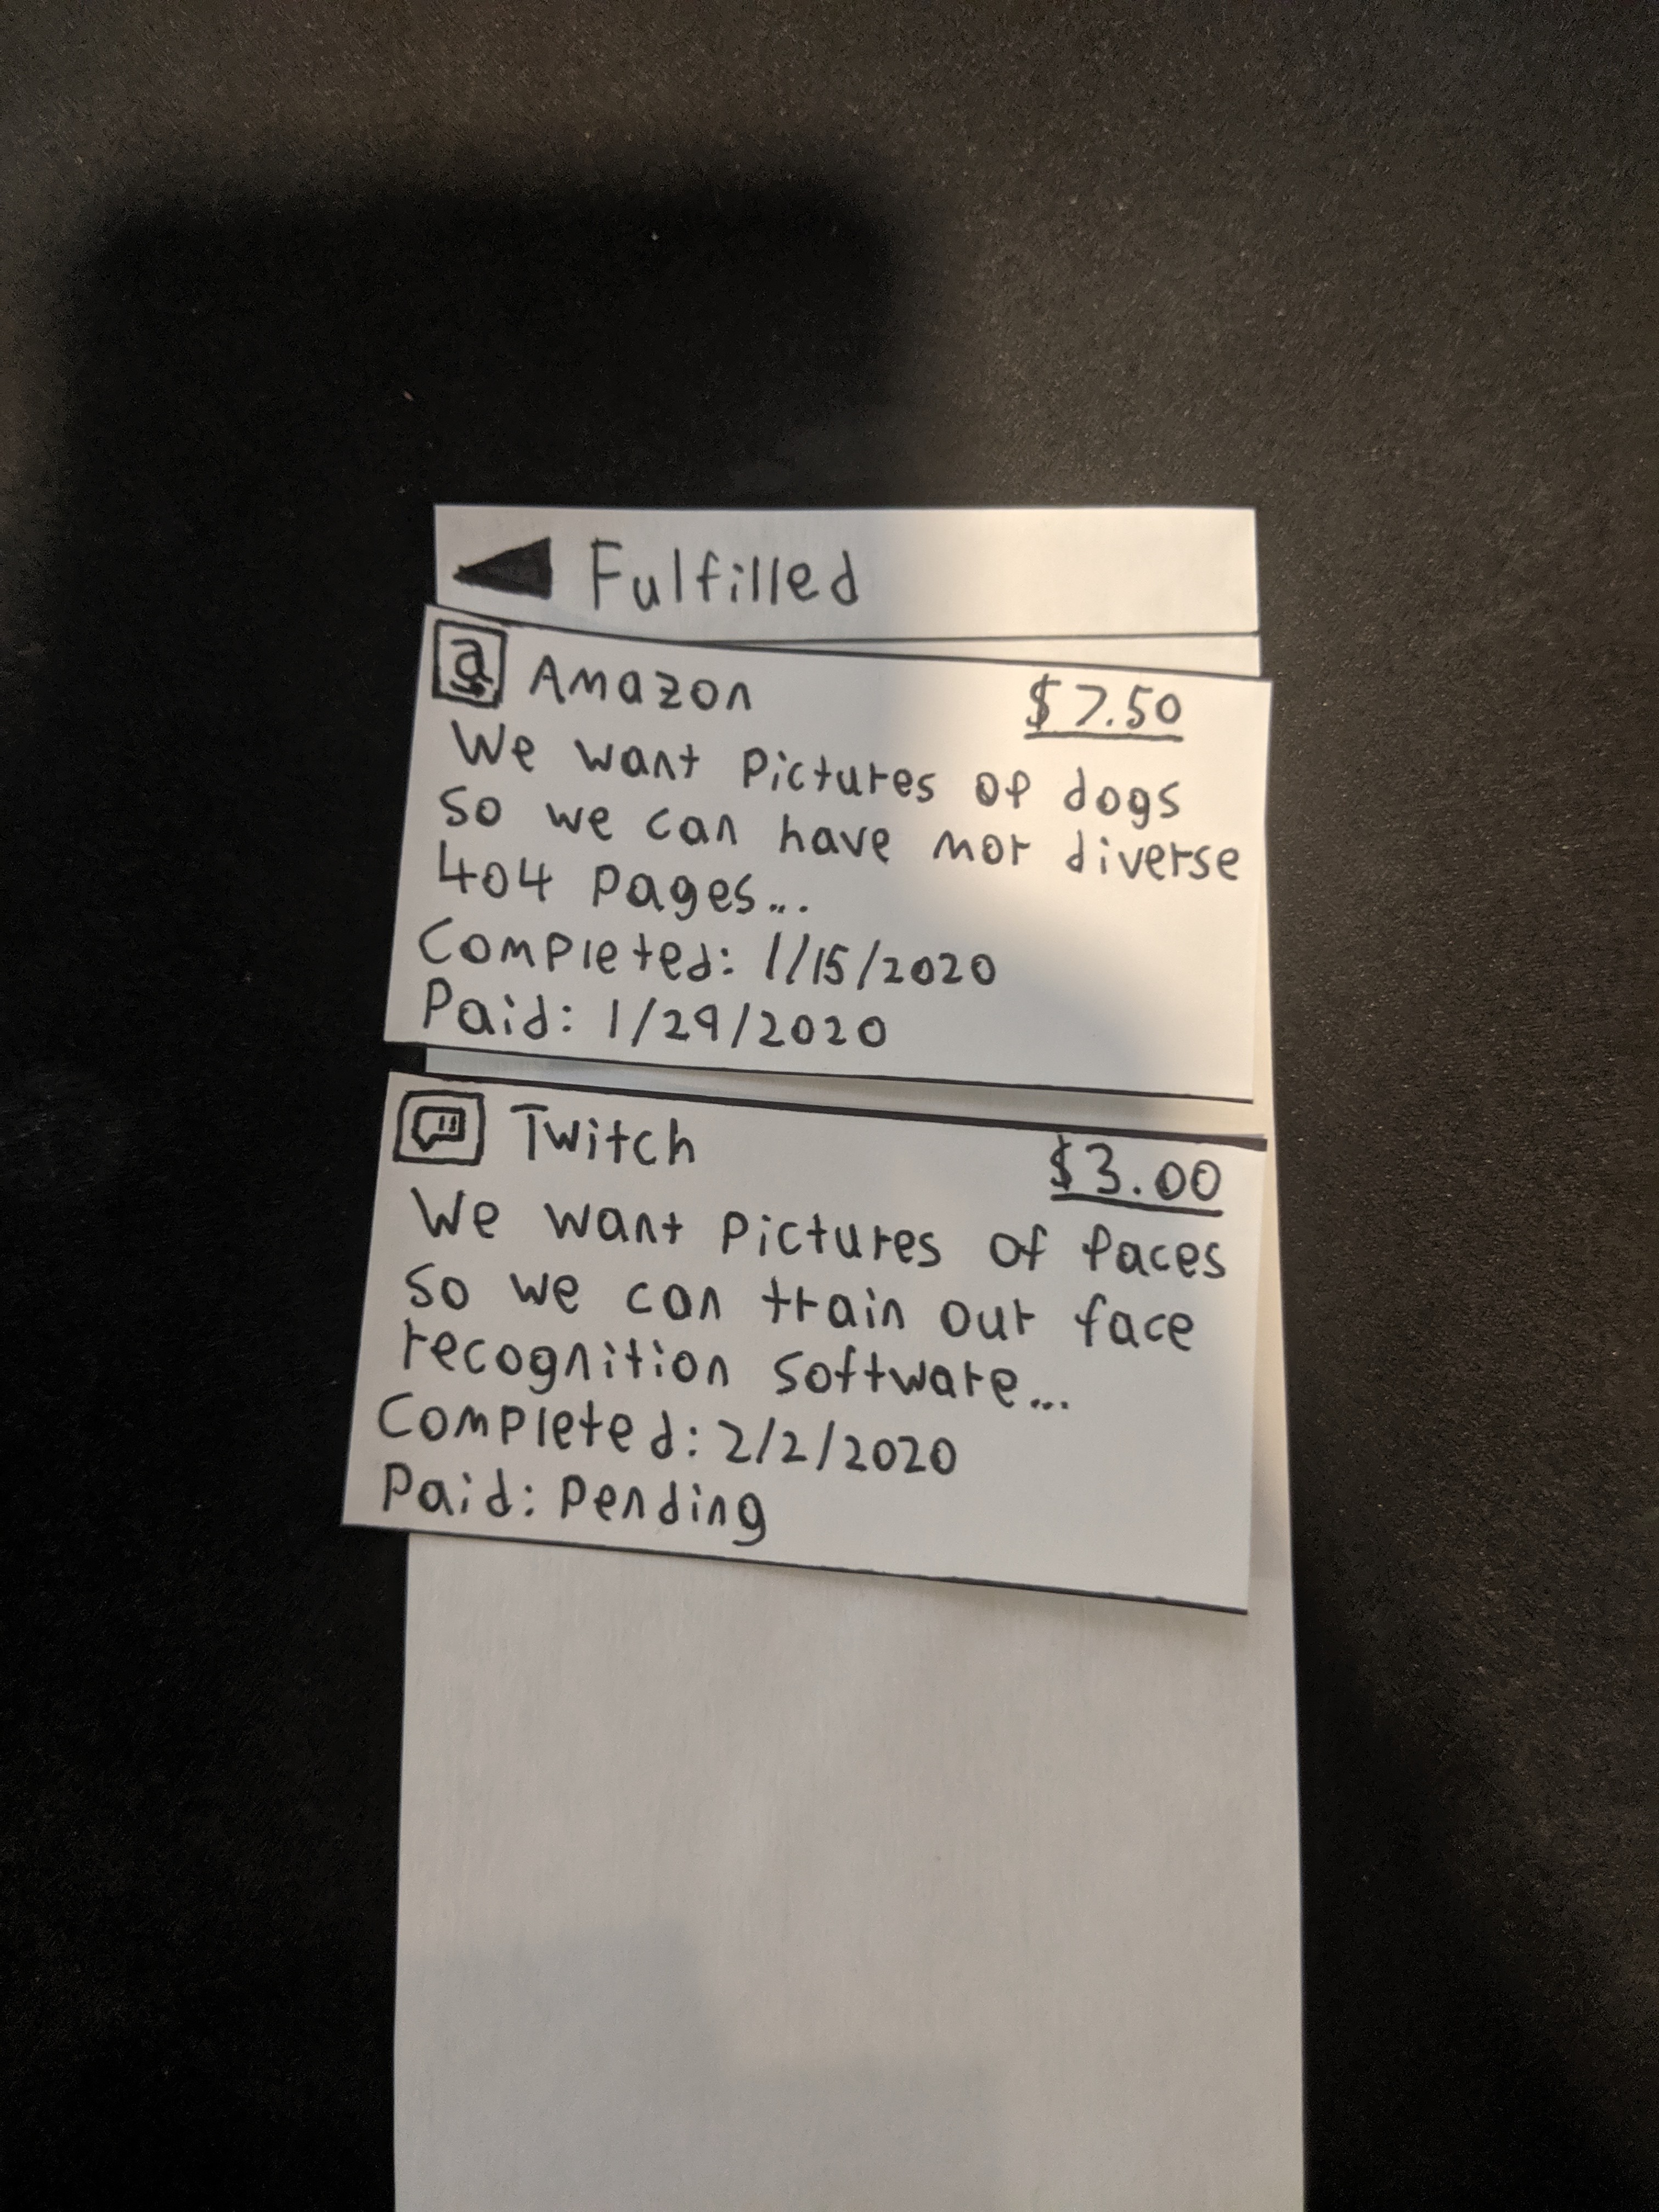 Fulfilled
a Amazon $7.50
We want pictures of dogs
so we can have mor diverse
404 pages...
Completed: 1/15/2020
Paid: 1/29/2020
Twitch $3.00
We want pictures of faces
so we can train our face
recognition software...
Completed: 2/2/2020
Paid: Pending